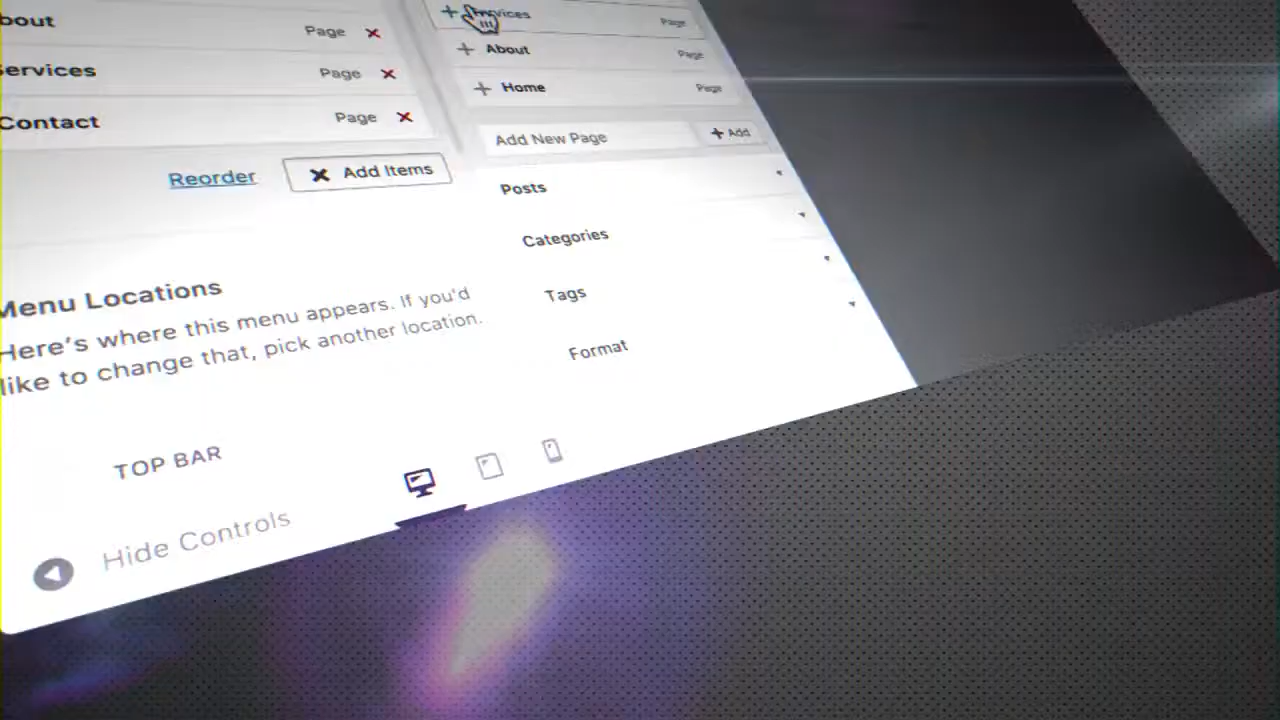 bout
Page
ervices
Page
Contact
Page
Reorder
Add Items
Menu Locations
Here's where this menu appears. If you'd
like to change that, pick another location.
TOP BAR
Hide Controls
Page
About
Page
Home
Page
Add New Page
Add
Posts
Categories
Tags
Format